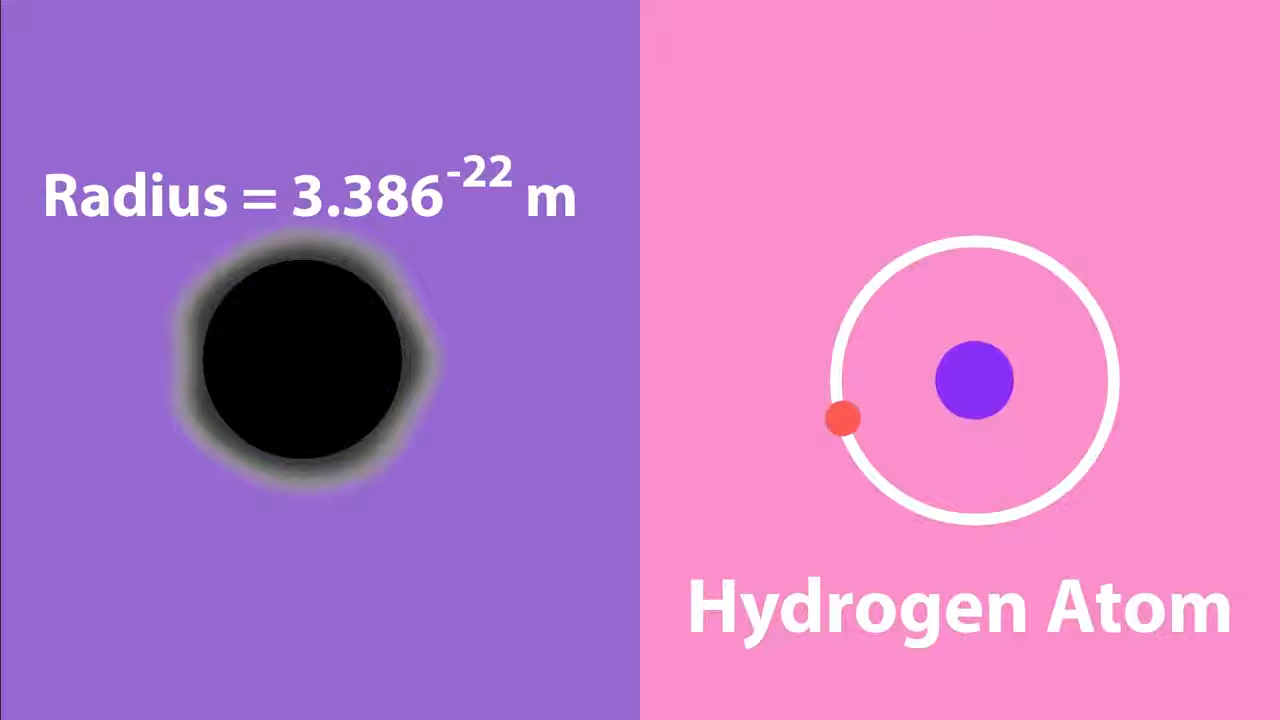 Radius = 3.386⁻²² m
Hydrogen Atom